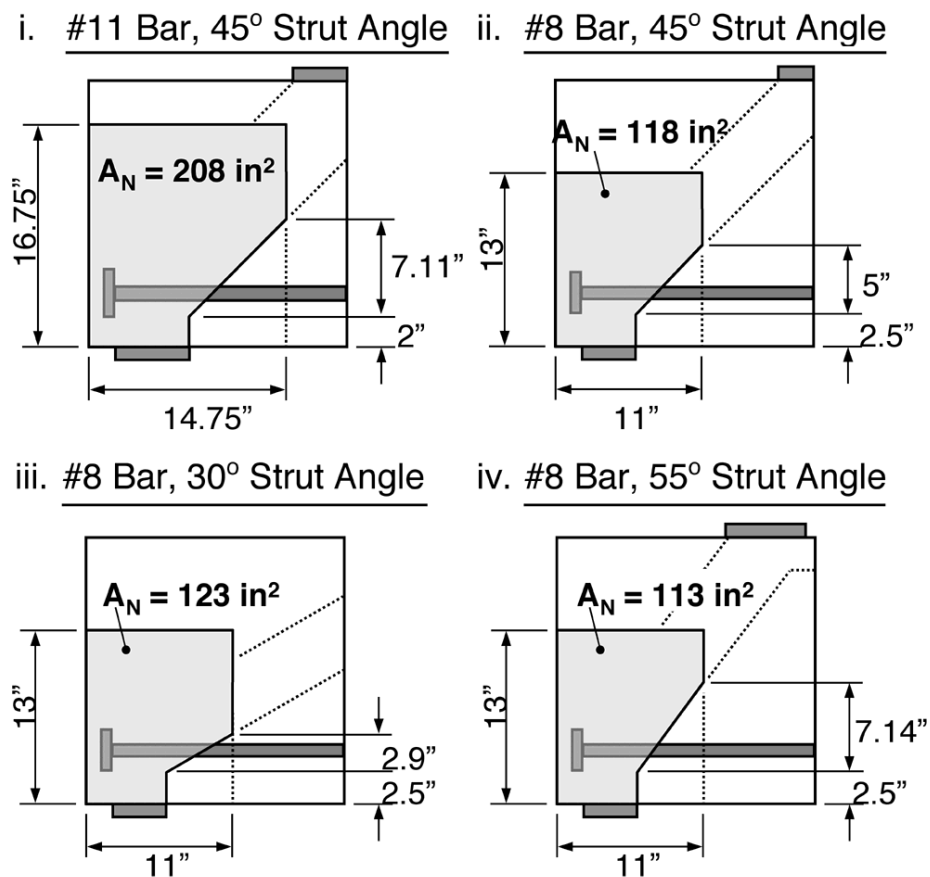 i. #11 Bar, 45° Strut Angle
ii. #8 Bar, 45° Strut Angle
A_N = 208 in²
16.75”
7.11”
2”
14.75”
A_N = 118 in²
13”
5”
2.5”
11”
iii. #8 Bar, 30° Strut Angle
iv. #8 Bar, 55° Strut Angle
A_N = 123 in²
13”
2.9”
2.5”
11”
A_N = 113 in²
13”
7.14”
2.5”
11”